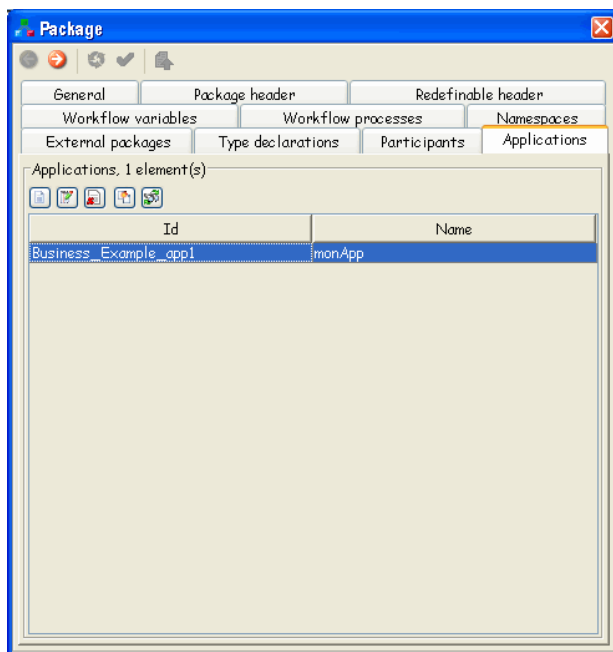 Package
General Package header Redefinable header
Workflow variables Workflow processes Namespaces
External packages Type declarations Participants Applications
Applications, 1 element(s)
Id Name
Business_Example_app1 monApp